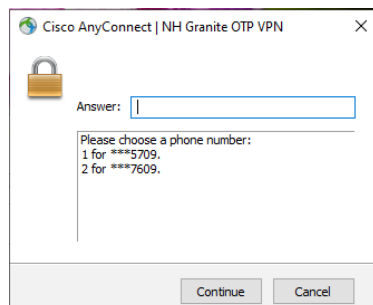 Cisco AnyConnect | NH Granite OTP VPN
Answer:
Please choose a phone number:
1 for ***5709.
2 for ***7609.
Continue Cancel